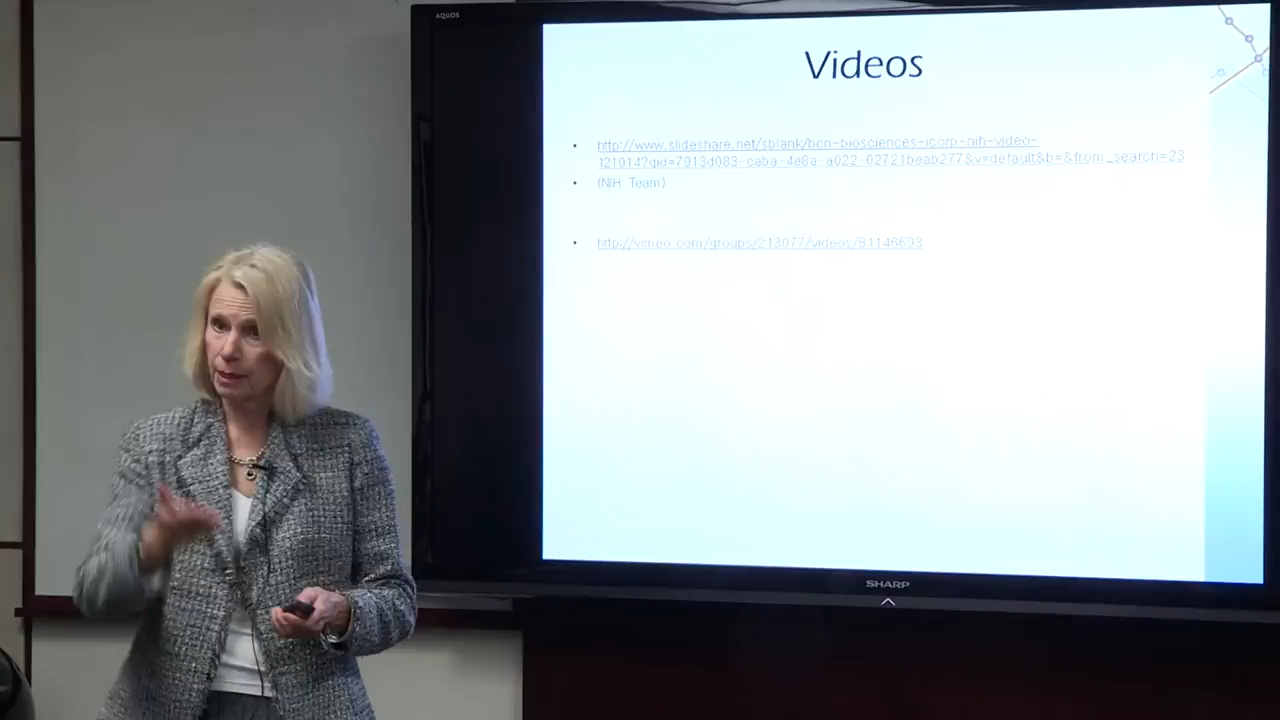 AQUOS
Videos
• http://www.slideshare.net/sblank/bcn-biosciences-icorp-nih-video-
121014?qid=7913d083-caba-4e8a-a022-02721beab277&v=default&b=&from_search=23
• (NIH Team)
• http://vimeo.com/groups/213077/videos/81146693
SHARP